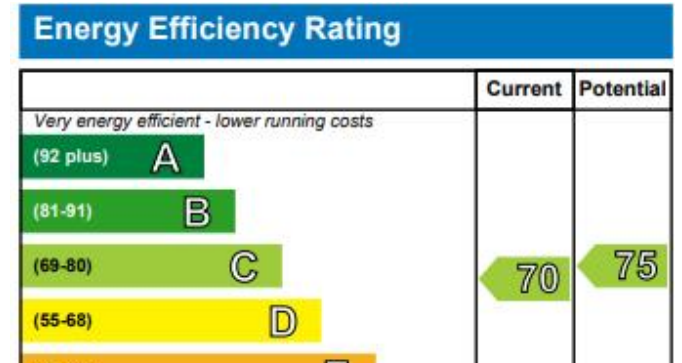 Energy Efficiency Rating
Current Potential
Very energy efficient - lower running costs
(92 plus) A
(81-91) B
(69-80) C 70 75
(55-68) D